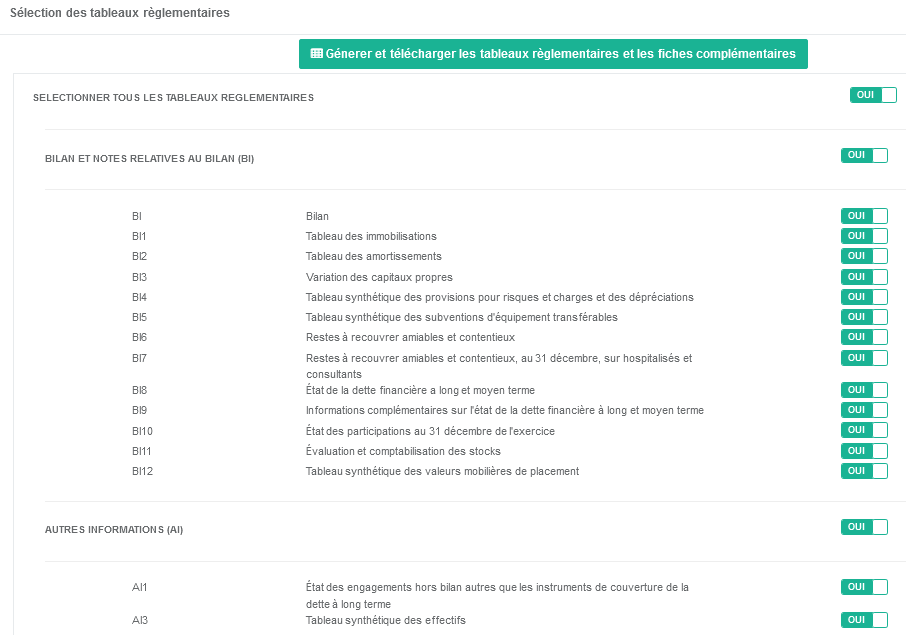 Sélection des tableaux règlementaires
Génerer et télécharger les tableaux règlementaires et les fiches complémentaires
SELECTIONNER TOUS LES TABLEAUX REGLEMENTAIRES OUI
BILAN ET NOTES RELATIVES AU BILAN (BI) OUI
BI Bilan OUI
BI1 Tableau des immobilisations OUI
BI2 Tableau des amortissements OUI
BI3 Variation des capitaux propres OUI
BI4 Tableau synthétique des provisions pour risques et charges et des dépréciations OUI
BI5 Tableau synthétique des subventions d'équipement transférables OUI
BI6 Restes à recouvrer amiables et contentieux OUI
BI7 Restes à recouvrer amiables et contentieux, au 31 décembre, sur hospitalisés et OUI
consultants
BI8 État de la dette financière a long et moyen terme OUI
BI9 Informations complémentaires sur l'état de la dette financière à long et moyen terme OUI
BI10 État des participations au 31 décembre de l'exercice OUI
BI11 Évaluation et comptabilisation des stocks OUI
BI12 Tableau synthétique des valeurs mobilières de placement OUI
AUTRES INFORMATIONS (AI) OUI
AI1 État des engagements hors bilan autres que les instruments de couverture de la OUI
dette à long terme
AI3 Tableau synthétique des effectifs OUI